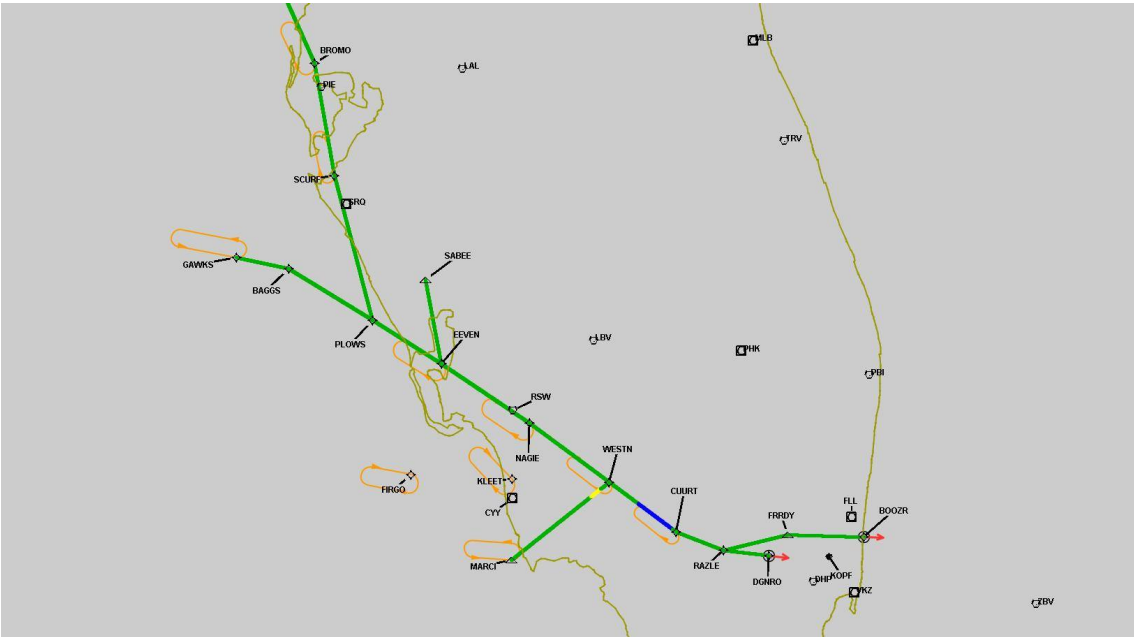 MLB
BROMO
LAL
PIE
TRV
SCURF
SRQ
SABEE
GAWKS
BAGGS
EEVEN
PLOWS
LBV
PHK
PBI
RSW
WESTN
NAGIE
KLEET
CUURT
FIRGO
CYY
FLL
BOOZR
FRRDY
MARCI
RAZLE
KOPF
DGNRO
DHP
VKZ
ZBV